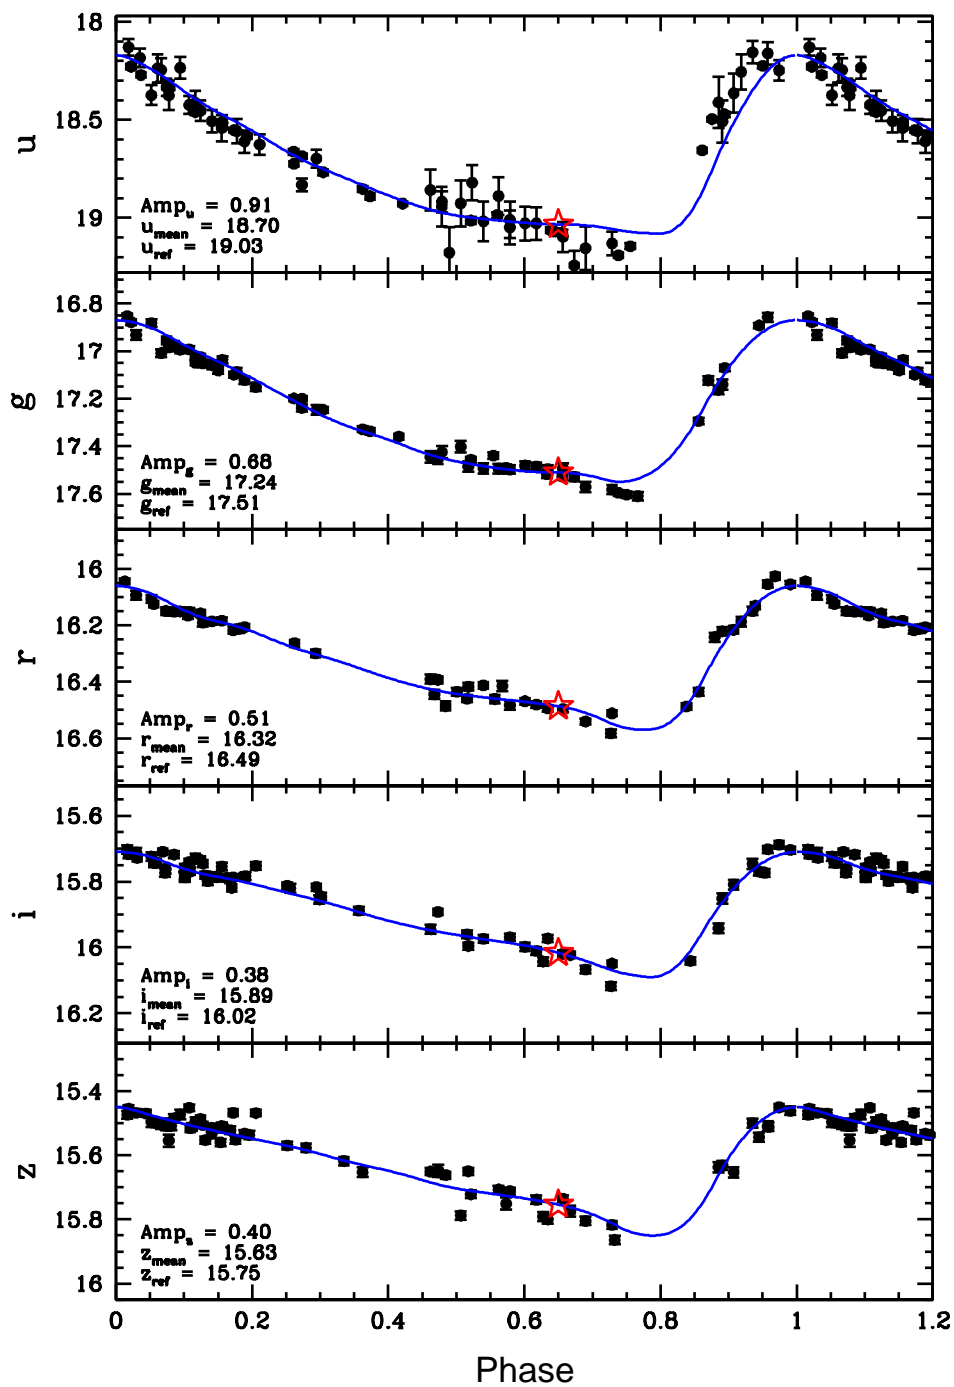 18
18.5
19
u
Amp_u = 0.91
u_mean = 18.70
u_ref = 19.03
16.8
17
17.2
17.4
17.6
g
Amp_g = 0.68
g_mean = 17.24
g_ref = 17.51
16
16.2
16.4
16.6
r
Amp_r = 0.51
r_mean = 16.32
r_ref = 16.49
15.6
15.8
16
16.2
i
Amp_i = 0.38
i_mean = 15.89
i_ref = 16.02
15.4
15.6
15.8
16
z
Amp_z = 0.40
z_mean = 15.63
z_ref = 15.75
0 0.2 0.4 0.6 0.8 1 1.2
Phase